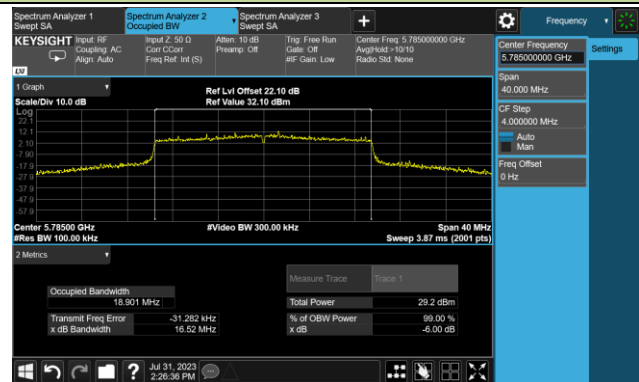 Spectrum Analyzer 1
Swept SA
Spectrum Analyzer 2
Occupied BW
Spectrum Analyzer 3
Swept SA
+
Frequency
KEYSIGHT
Input: RF
Coupling: AC
Align: Auto
Input Z: 50 Ω
Corr CCorr
Freq Ref: Int (S)
Atten: 10 dB
Preamp: Off
Trig: Free Run
Gate: Off
#IF Gain: Low
Center Freq: 5.785000000 GHz
Avg|Hold:>10/10
Radio Std: None
LXI
Center Frequency
5.785000000 GHz
Settings
Span
40.000 MHz
CF Step
4.000000 MHz
Auto
Man
Freq Offset
0 Hz
1 Graph
Scale/Div 10.0 dB
Ref Lvl Offset 22.10 dB
Ref Value 32.10 dBm
Log
22.1
12.1
2.10
-7.90
-17.9
-27.9
-37.9
-47.9
-57.9
Center 5.78500 GHz
#Res BW 100.00 kHz
#Video BW 300.00 kHz
Span 40 MHz
Sweep 3.87 ms (2001 pts)
2 Metrics
Measure Trace
Trace 1
Occupied Bandwidth
18.901 MHz
Total Power
29.2 dBm
Transmit Freq Error
-31.282 kHz
% of OBW Power
99.00 %
x dB Bandwidth
16.52 MHz
x dB
-6.00 dB
?
Jul 31, 2023
2:26:36 PM